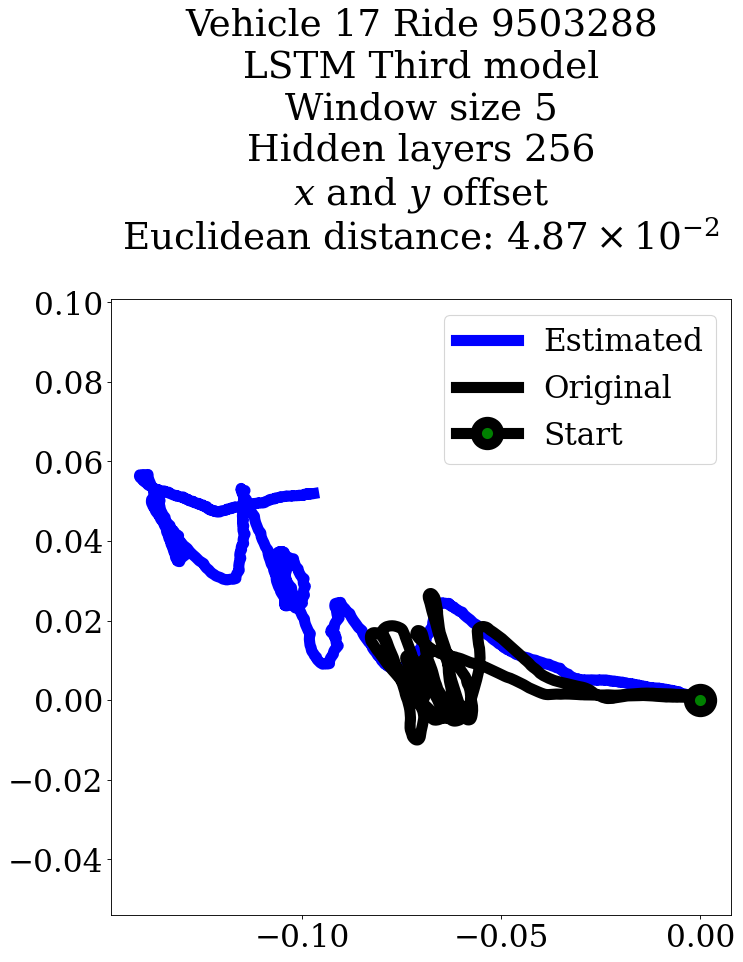 Vehicle 17 Ride 9503288
LSTM Third model
Window size 5
Hidden layers 256
x and y offset
Euclidean distance: 4.87 × 10⁻²
0.10
0.08
0.06
0.04
0.02
0.00
−0.02
−0.04
Estimated
Original
Start
−0.10
−0.05
0.00